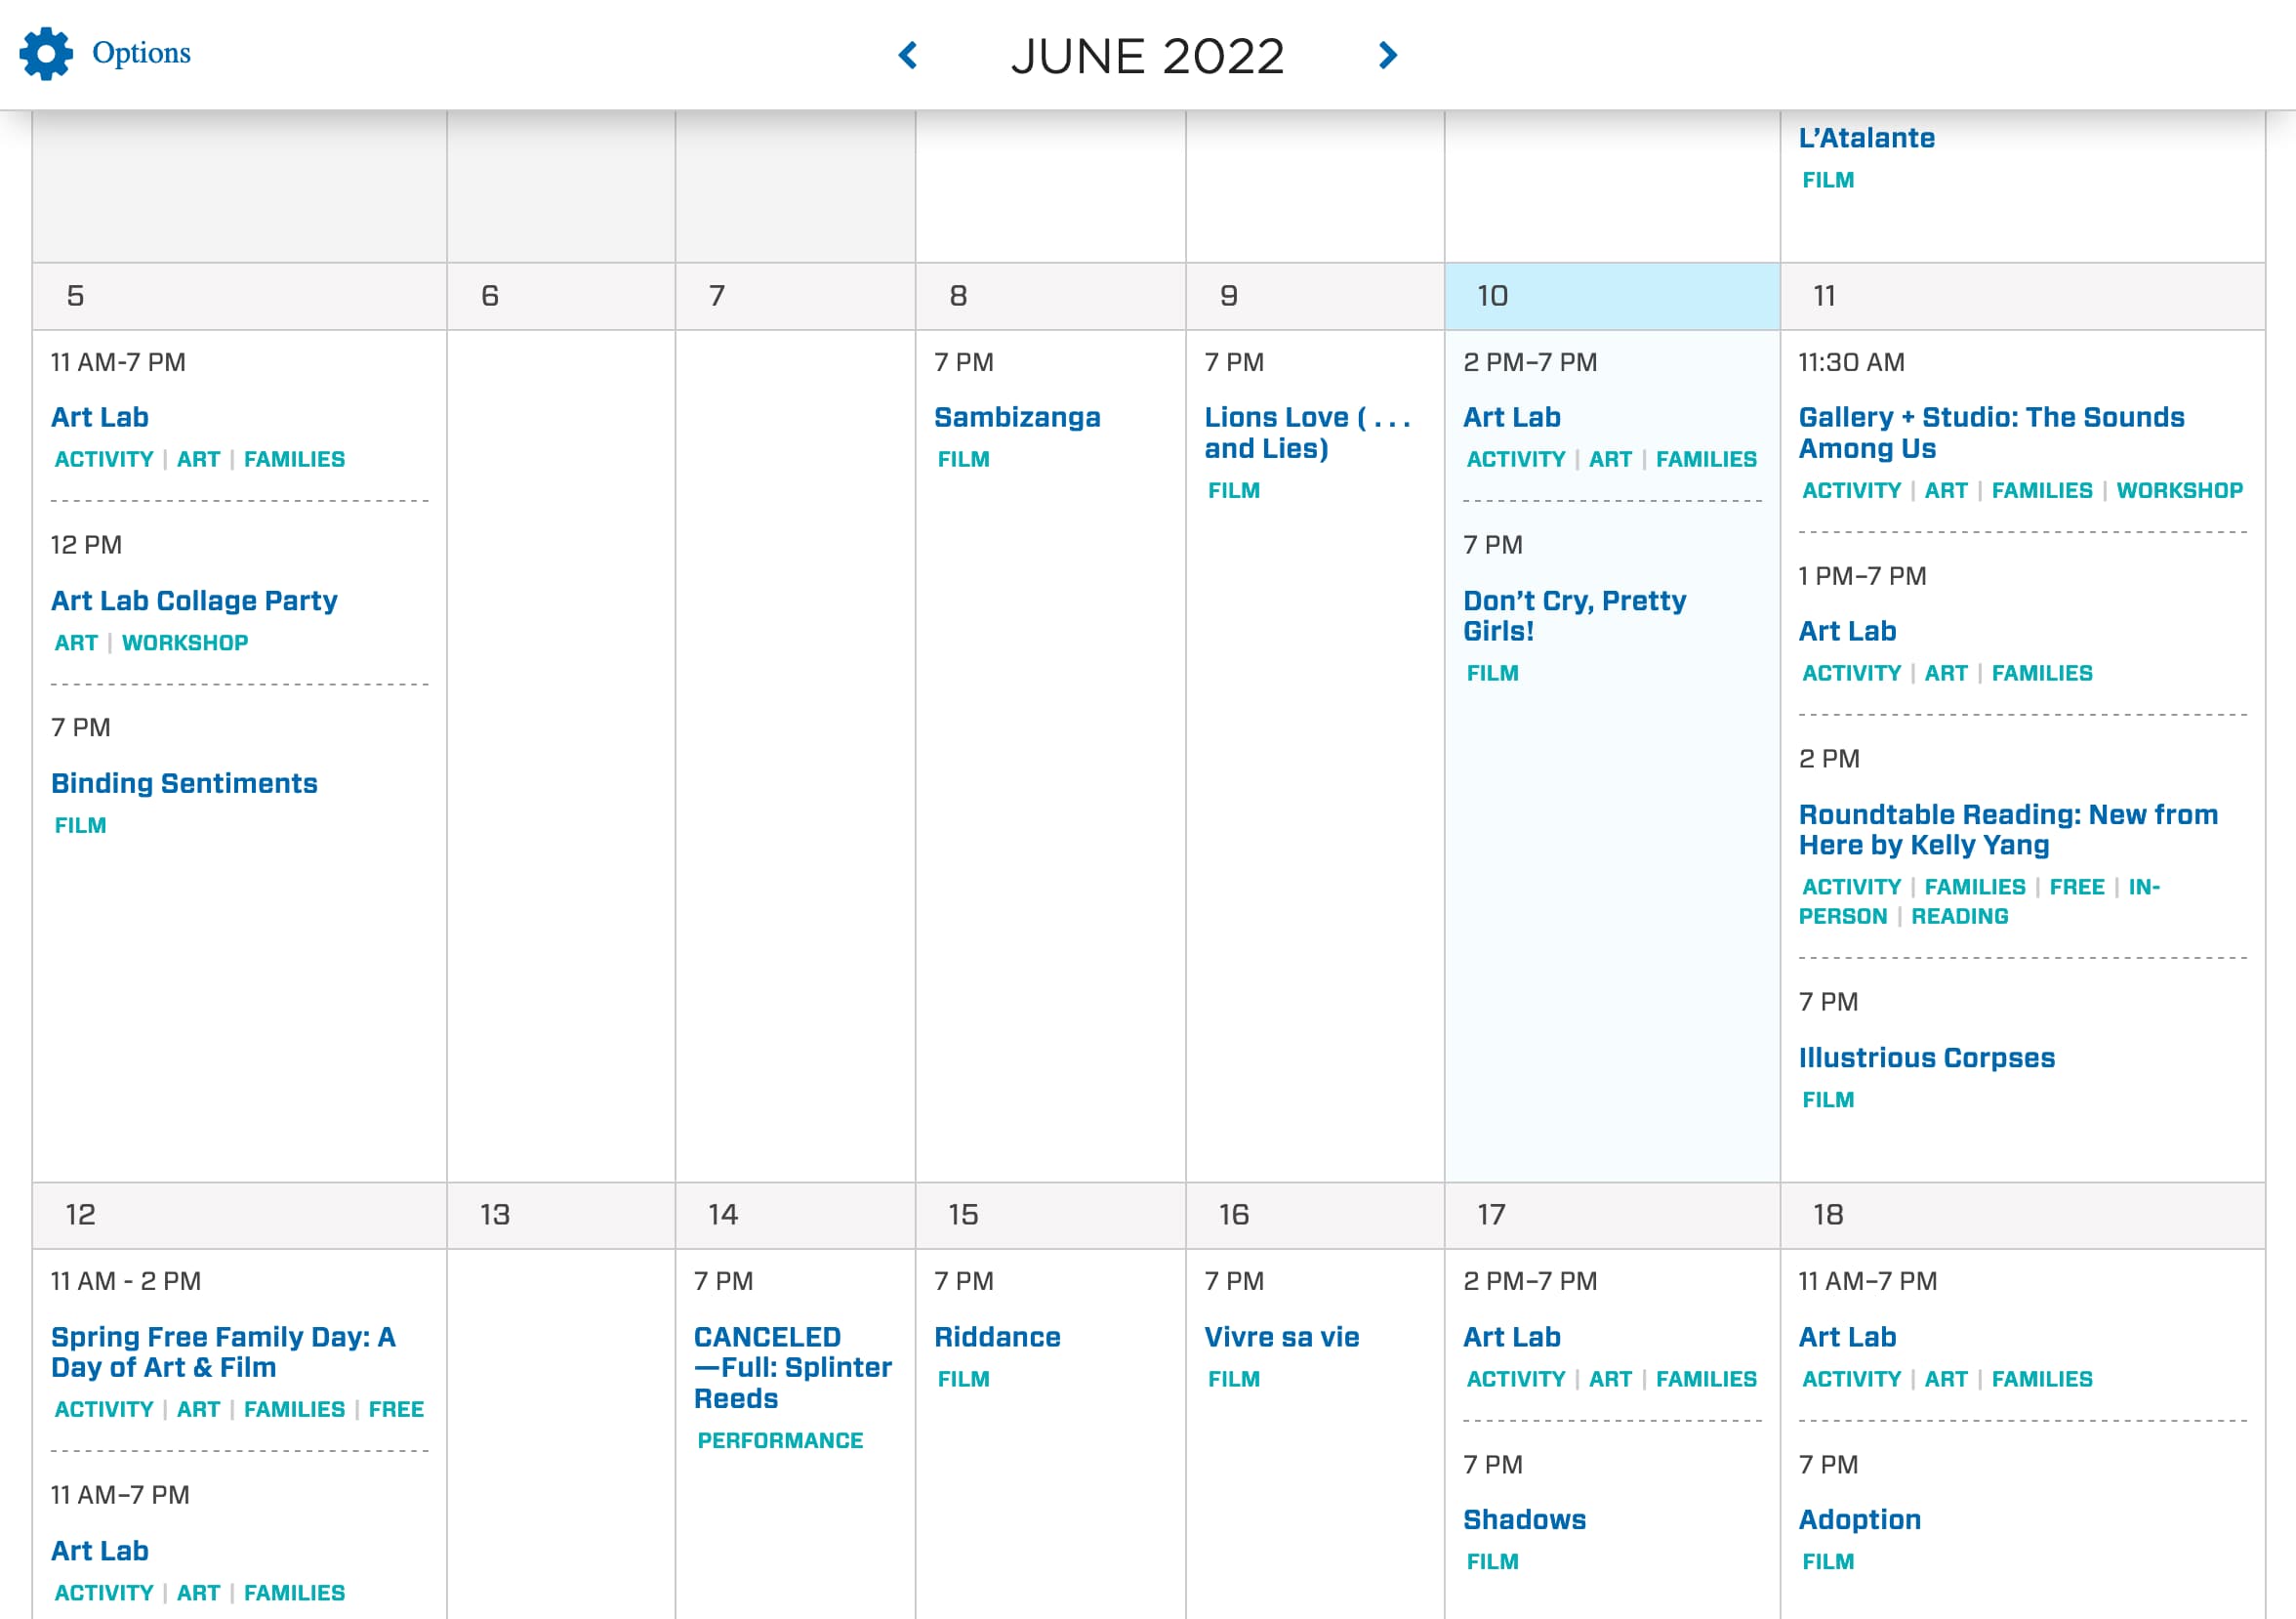 Options
JUNE 2022
L’Atalante
FILM
5
6
7
8
9
10
11
11 AM-7 PM
Art Lab
ACTIVITY | ART | FAMILIES
12 PM
Art Lab Collage Party
ART | WORKSHOP
7 PM
Binding Sentiments
FILM
7 PM
Sambizanga
FILM
7 PM
Lions Love ( . . .
and Lies)
FILM
2 PM–7 PM
Art Lab
ACTIVITY | ART | FAMILIES
7 PM
Don’t Cry, Pretty
Girls!
FILM
11:30 AM
Gallery + Studio: The Sounds
Among Us
ACTIVITY | ART | FAMILIES | WORKSHOP
1 PM–7 PM
Art Lab
ACTIVITY | ART | FAMILIES
2 PM
Roundtable Reading: New from
Here by Kelly Yang
ACTIVITY | FAMILIES | FREE | IN-
PERSON | READING
7 PM
Illustrious Corpses
FILM
12
13
14
15
16
17
18
11 AM - 2 PM
Spring Free Family Day: A
Day of Art & Film
ACTIVITY | ART | FAMILIES | FREE
11 AM–7 PM
Art Lab
ACTIVITY | ART | FAMILIES
7 PM
CANCELED
—Full: Splinter
Reeds
PERFORMANCE
7 PM
Riddance
FILM
7 PM
Vivre sa vie
FILM
2 PM–7 PM
Art Lab
ACTIVITY | ART | FAMILIES
7 PM
Shadows
FILM
11 AM–7 PM
Art Lab
ACTIVITY | ART | FAMILIES
7 PM
Adoption
FILM